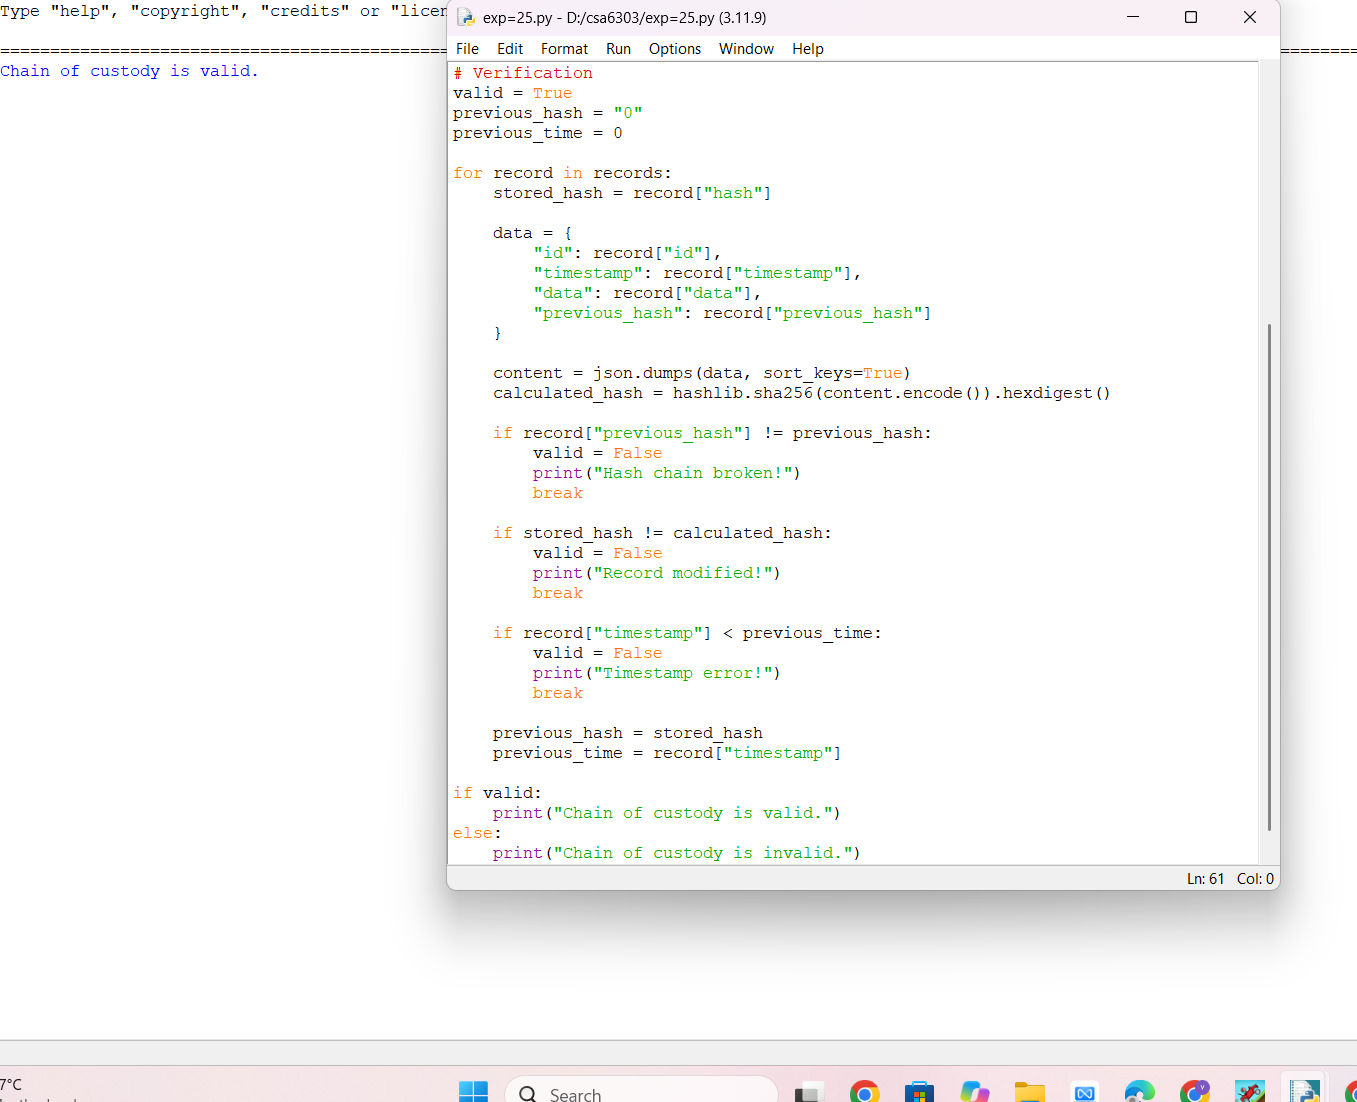 Type "help", "copyright", "credits" or "licen
Chain of custody is valid.
exp=25.py - D:/csa6303/exp=25.py (3.11.9)
File Edit Format Run Options Window Help
# Verification
valid = True
previous_hash = "0"
previous_time = 0
for record in records:
    stored_hash = record["hash"]
    data = {
        "id": record["id"],
        "timestamp": record["timestamp"],
        "data": record["data"],
        "previous_hash": record["previous_hash"]
    }
    content = json.dumps(data, sort_keys=True)
    calculated_hash = hashlib.sha256(content.encode()).hexdigest()
    if record["previous_hash"] != previous_hash:
        valid = False
        print("Hash chain broken!")
        break
    if stored_hash != calculated_hash:
        valid = False
        print("Record modified!")
        break
    if record["timestamp"] < previous_time:
        valid = False
        print("Timestamp error!")
        break
    previous_hash = stored_hash
    previous_time = record["timestamp"]
if valid:
    print("Chain of custody is valid.")
else:
    print("Chain of custody is invalid.")
Ln: 61 Col: 0
7°C
Search